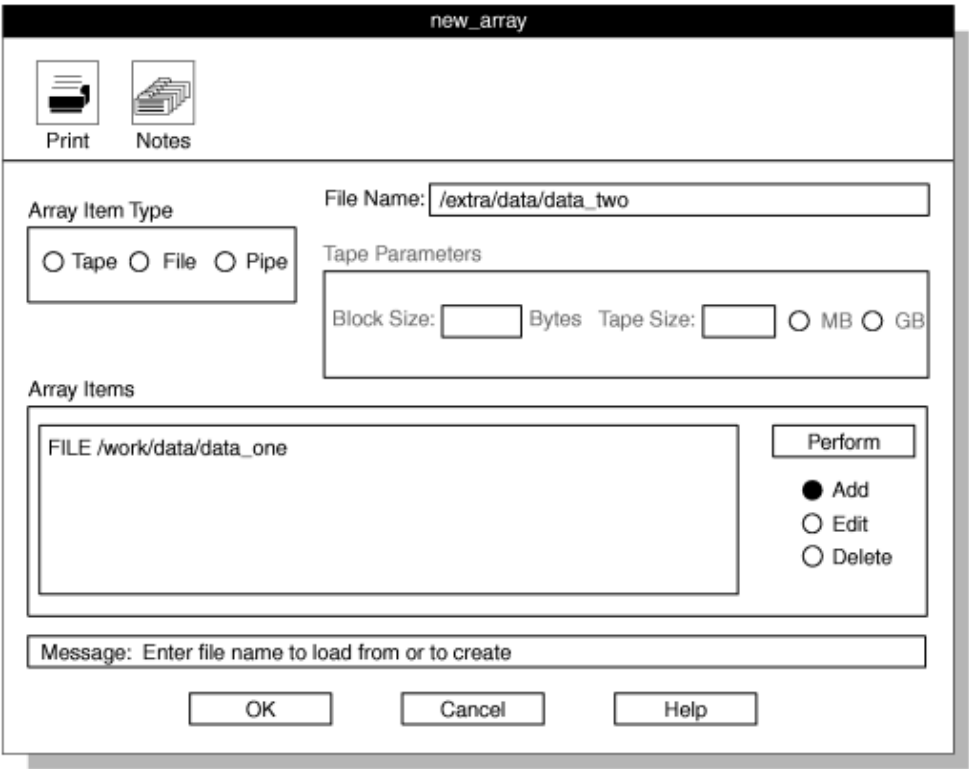 new_array
Print Notes
File Name: /extra/data/data_two
Array Item Type
Tape File Pipe
Tape Parameters
Block Size: Bytes Tape Size: MB GB
Array Items
FILE /work/data/data_one
Perform
Add
Edit
Delete
Message: Enter file name to load from or to create
OK Cancel Help